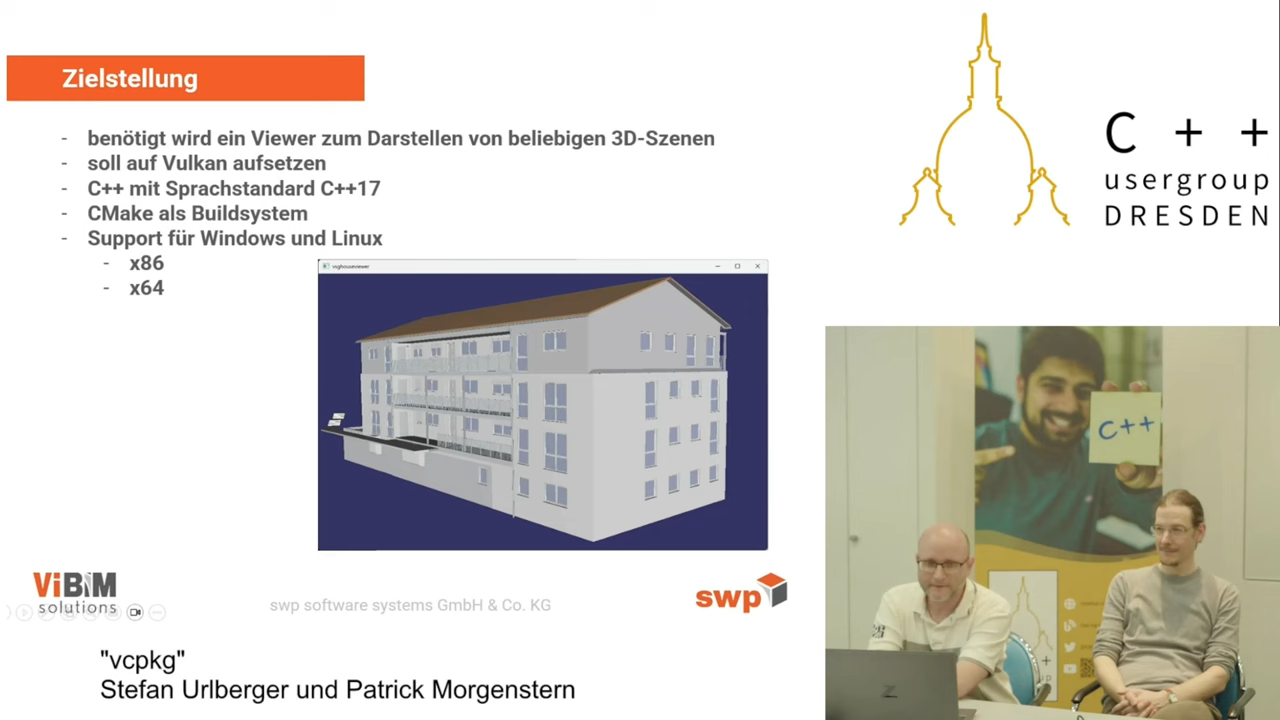 Zielstellung
- benötigt wird ein Viewer zum Darstellen von beliebigen 3D-Szenen
- soll auf Vulkan aufsetzen
- C++ mit Sprachstandard C++17
- CMake als Buildsystem
- Support für Windows und Linux
- x86
- x64
vsghouseviewer
ViBiM
solutions
swp software systems GmbH & Co. KG
swp
"vcpkg"
Stefan Urlberger und Patrick Morgenstern
C + +
usergroup
DRESDEN
C++